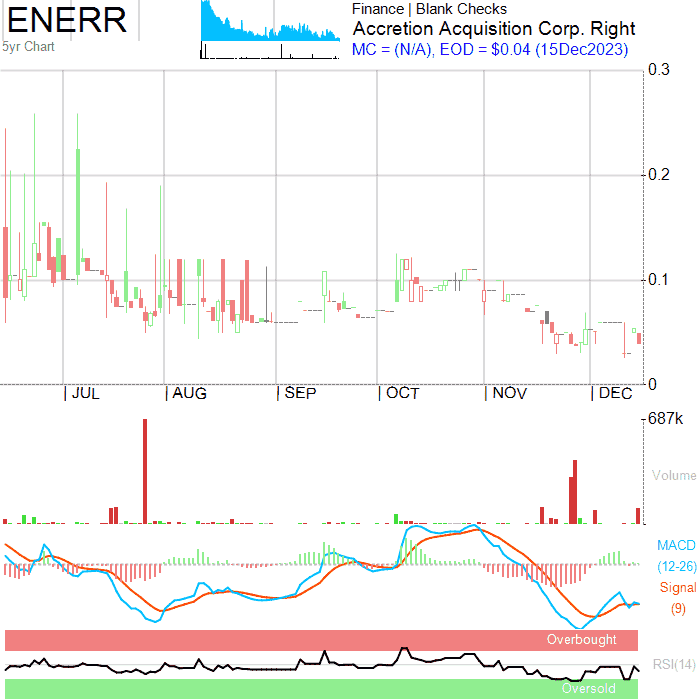 ENERR
5yr Chart
Finance | Blank Checks
Accretion Acquisition Corp. Right
MC = (N/A), EOD = $0.04 (15Dec2023)
0.3
0.2
0.1
0
JUL AUG SEP OCT NOV DEC
687k
Volume
MACD
(12-26)
Signal
(9)
Overbought
RSI(14)
Oversold